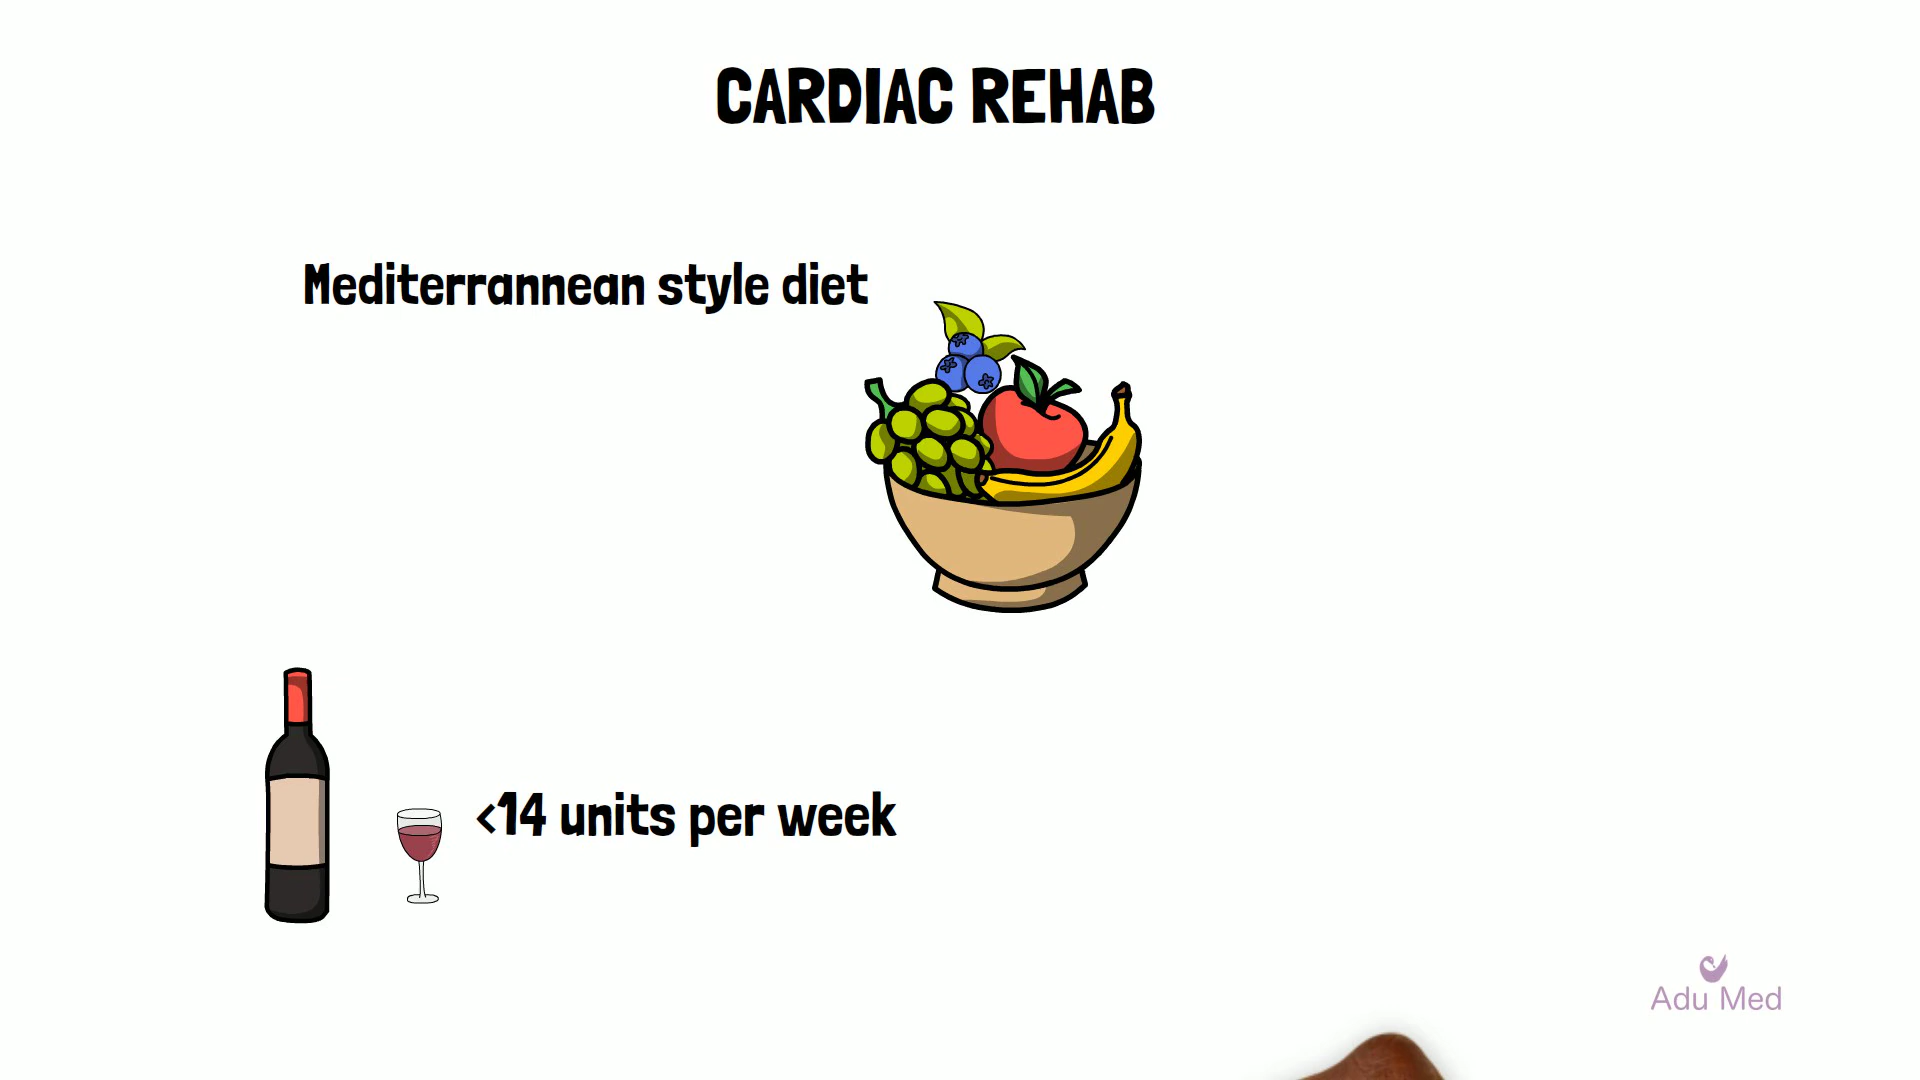 CARDIAC REHAB
Mediterrannean style diet
<14 units per week
Adu Med